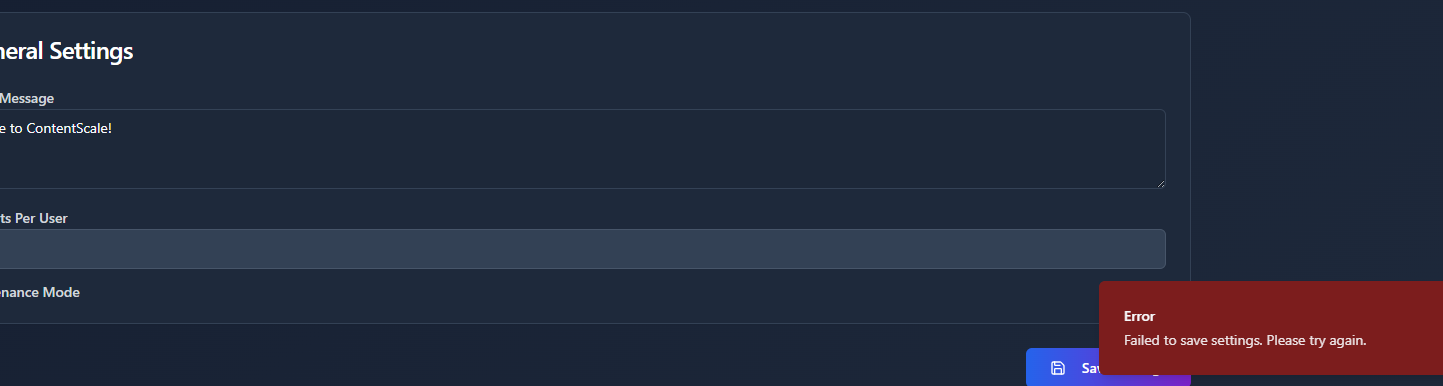 neral Settings
Message
e to ContentScale!
ts Per User
enance Mode
Error
Failed to save settings. Please try again.
Sav